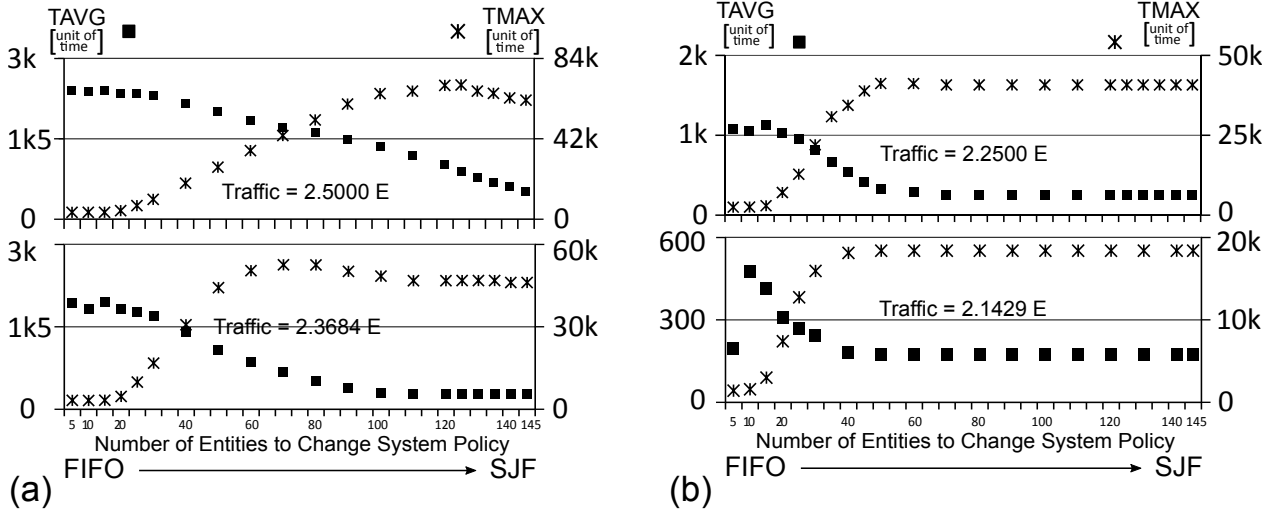 TAVG
[unit of time]
TMAX
[unit of time]
3k
84k
1k5
42k
Traffic = 2.5000 E
0
0
3k
60k
1k5
30k
Traffic = 2.3684 E
0
0
5 10 20 40 60 80 100 120 140 145
Number of Entities to Change System Policy
FIFO SJF
(a)
TAVG
[unit of time]
TMAX
[unit of time]
2k
50k
1k
25k
Traffic = 2.2500 E
0
0
600
20k
300
10k
Traffic = 2.1429 E
0
0
5 10 20 40 60 80 100 120 140 145
Number of Entities to Change System Policy
FIFO SJF
(b)